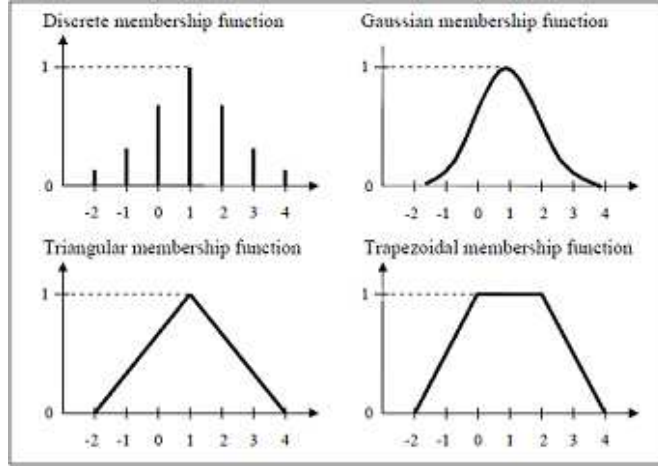 Discrete membership function
1
0
-2 -1 0 1 2 3 4
Gaussian membership function
1
0
-2 -1 0 1 2 3 4
Triangular membership function
1
0
-2 -1 0 1 2 3 4
Trapezoidal membership function
1
0
-2 -1 0 1 2 3 4